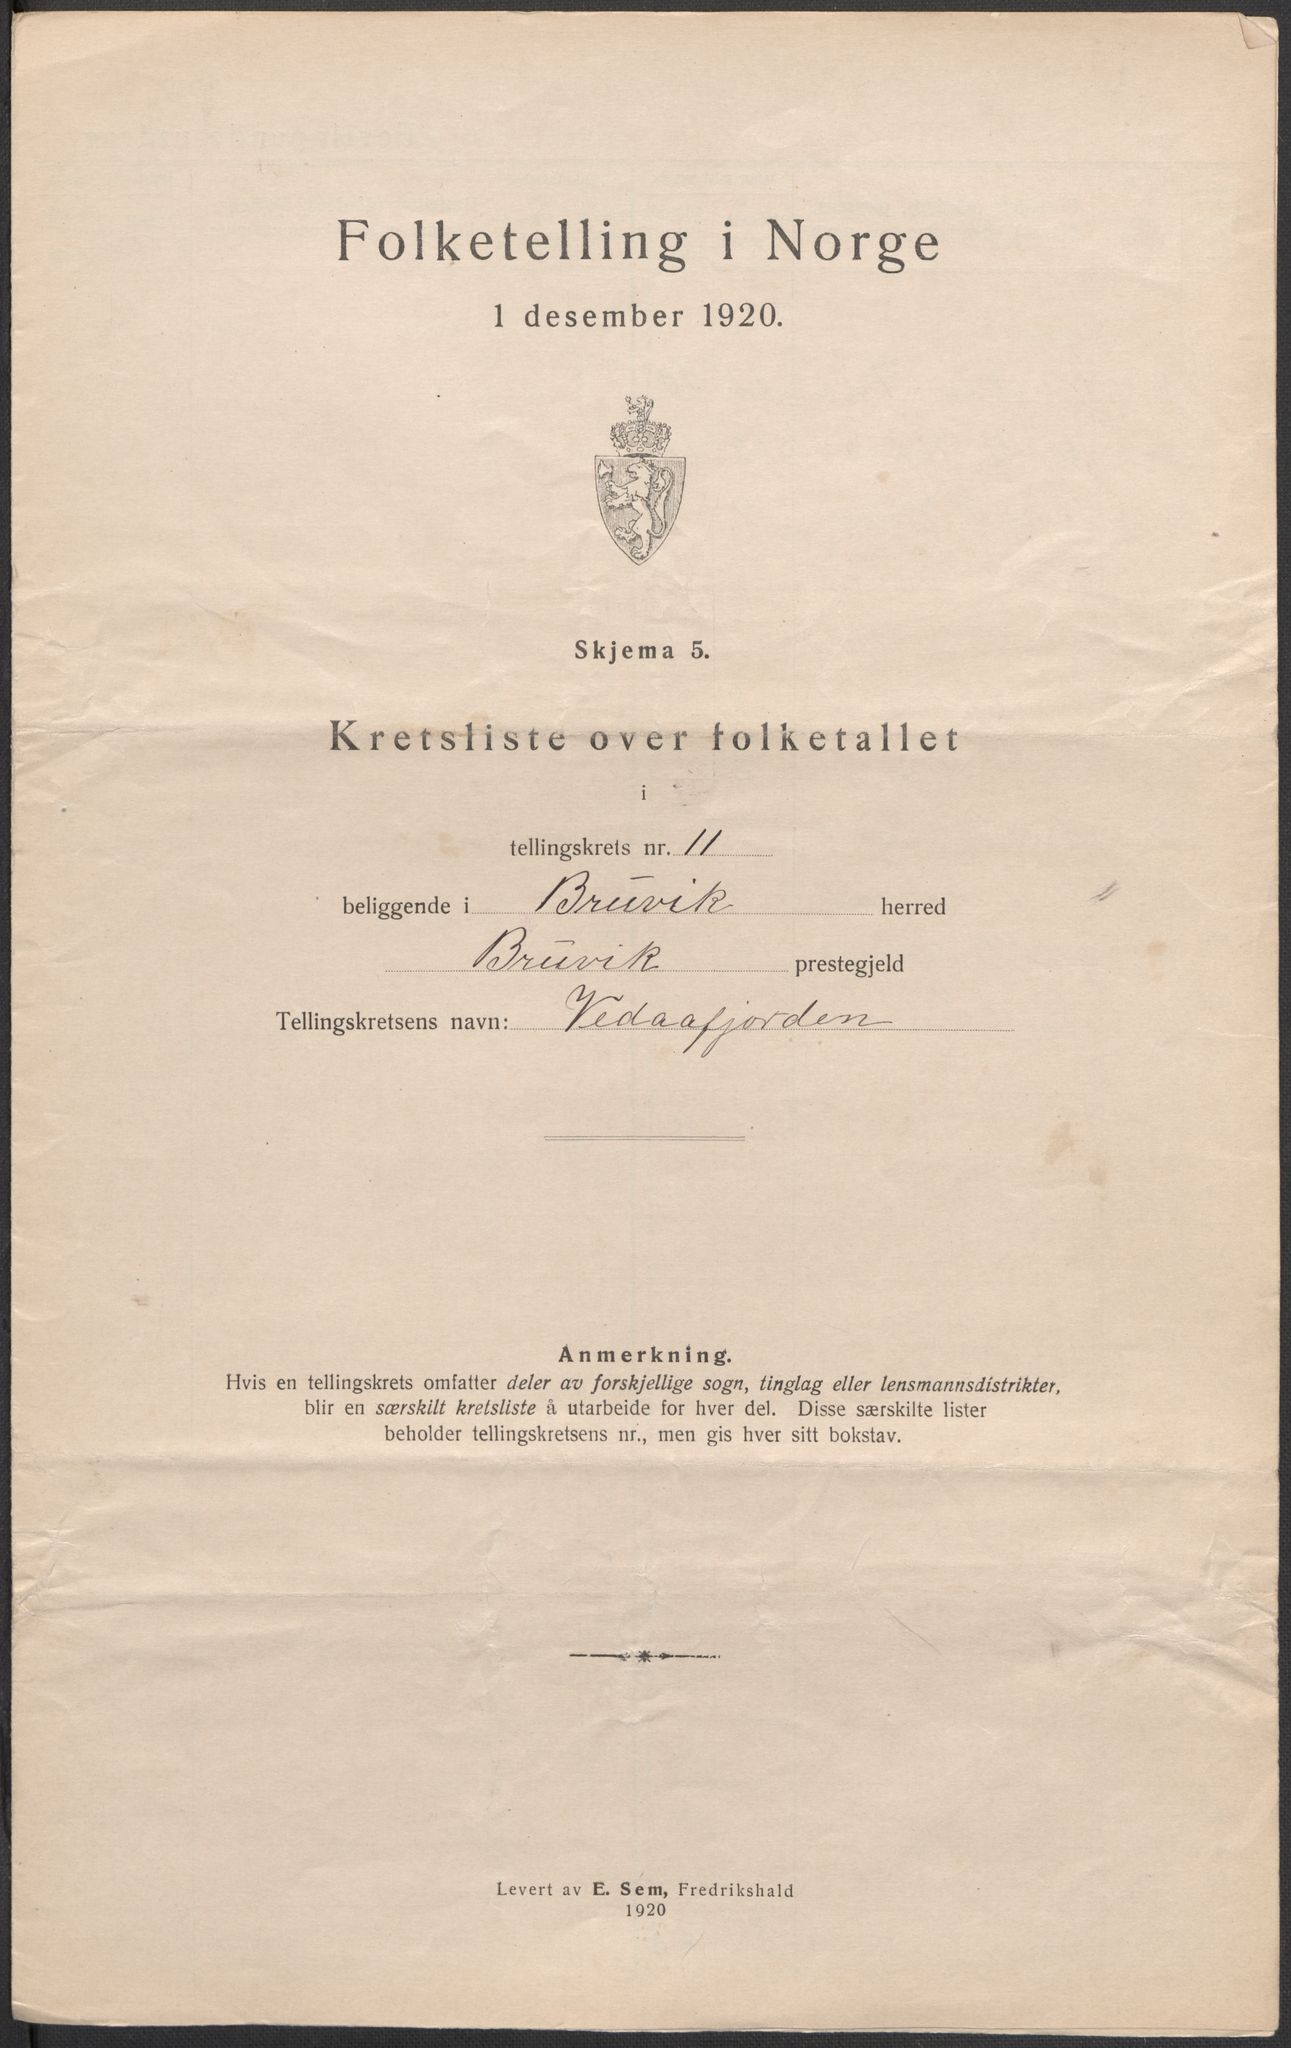 Folketelling i Norge
1 desember 1920.
Skjema 5.
Kretsliste over folketallet
i
tellingskrets nr. 11
beliggende i Brūvik herred
Brūvik prestegjeld
Tellingskretsens navn: Vedaafjorden
Anmerkning.
Hvis en tellingskrets omfatter deler av forskjellige sogn, tinglag eller lensmannsdistrikter,
blir en særskilt kretsliste å utarbeide for hver del. Disse særskilte lister
beholder tellingskretsens nr., men gis hver sitt bokstav.
Levert av E. Sem, Fredrikshald
1920